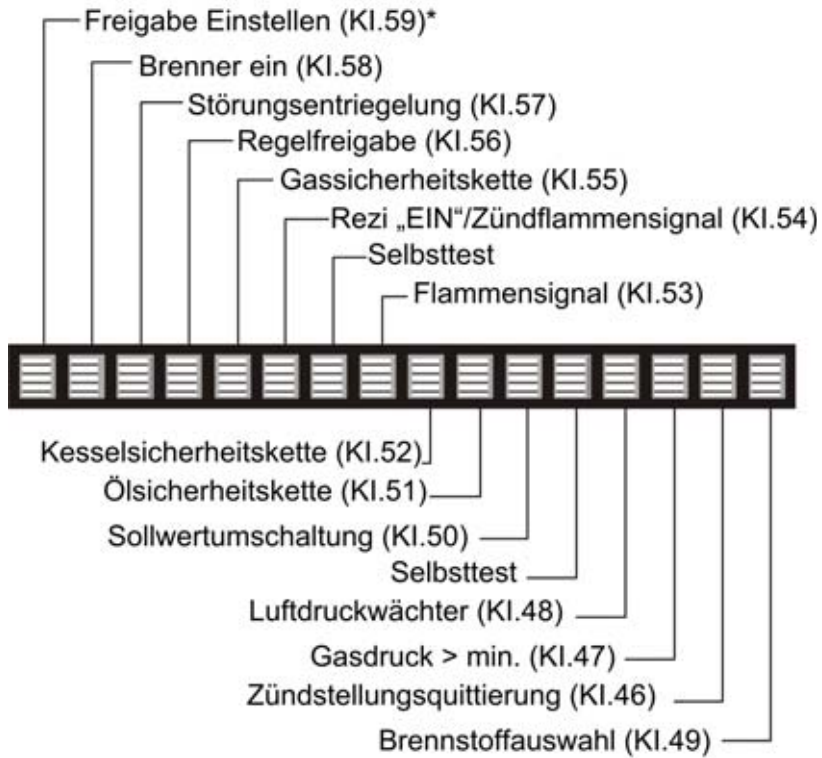 Freigabe Einstellen (Kl.59)*
Brenner ein (Kl.58)
Störungsentriegelung (Kl.57)
Regelfreigabe (Kl.56)
Gassicherheitskette (Kl.55)
Rezi „EIN“/Zündflammensignal (Kl.54)
Selbsttest
Flammensignal (Kl.53)
Kesselsicherheitskette (Kl.52)
Ölsicherheitskette (Kl.51)
Sollwertumschaltung (Kl.50)
Selbsttest
Luftdruckwächter (Kl.48)
Gasdruck > min. (Kl.47)
Zündstellungsquittierung (Kl.46)
Brennstoffauswahl (Kl.49)